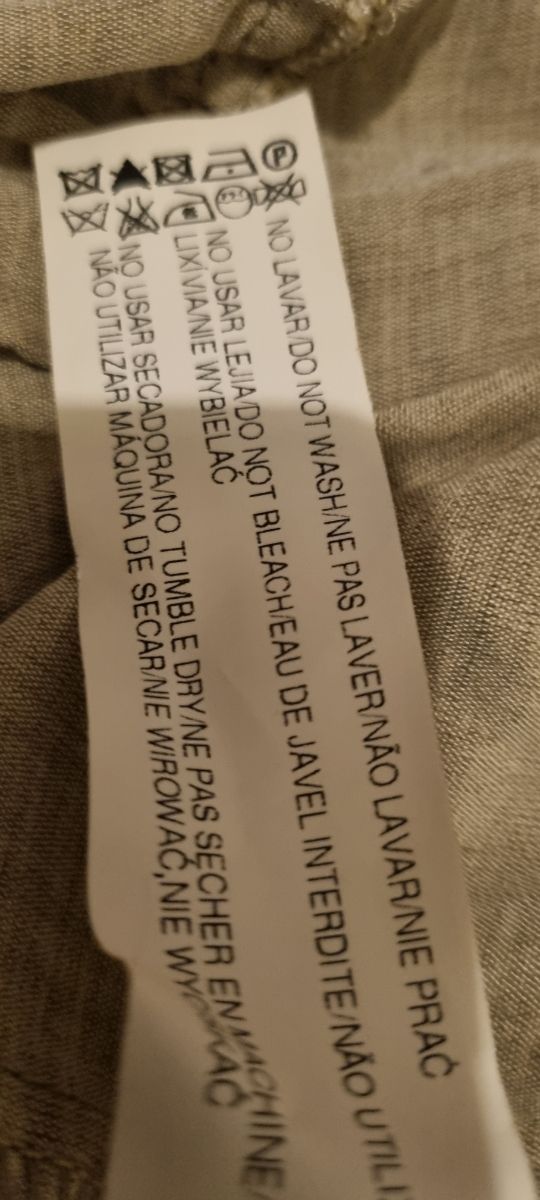 NO LAVAR/DO NOT WASH/NE PAS LAVER/NÃO LAVAR/NIE PRAĆ
NO USAR LEJIA/DO NOT BLEACH/EAU DE JAVEL INTERDITE/NÃO UTILI
LIXÍVIA/NIE WYBIELAĆ
NO USAR SECADORA/NO TUMBLE DRY/NE PAS SECHER EN MACHINE/
NÃO UTILIZAR MÁQUINA DE SECAR/NIE WIROWAĆ,NIE